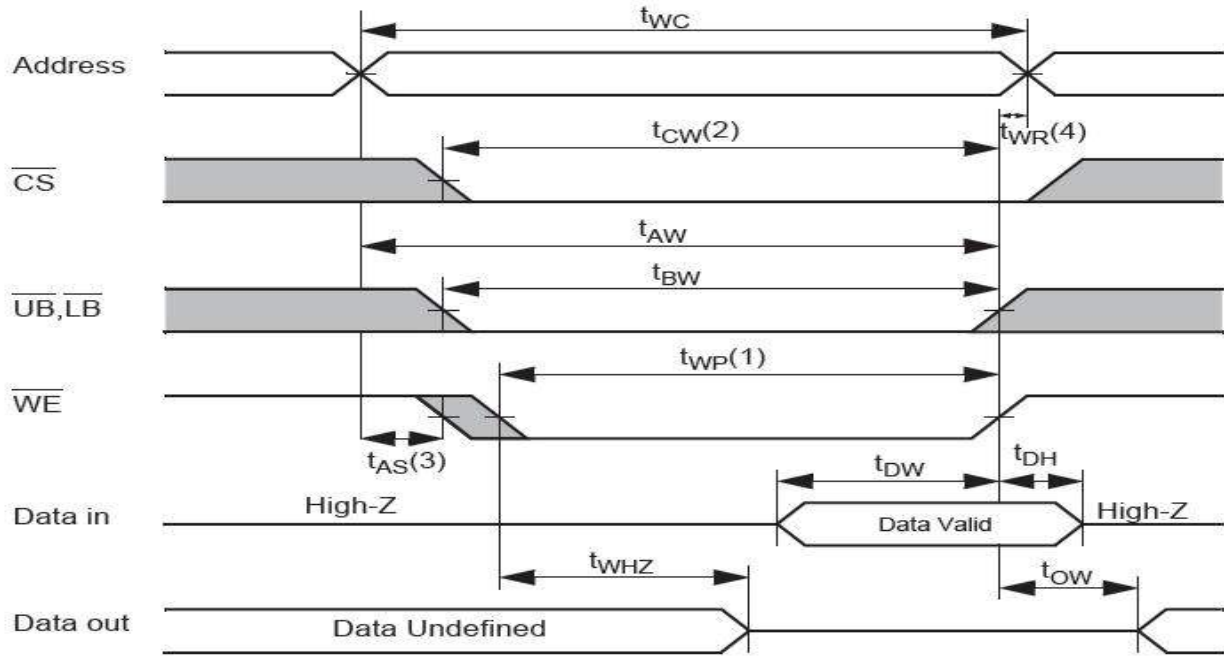 tWC
Address
tCW(2)
tWR(4)
CS
tAW
tBW
UB,LB
tWP(1)
WE
tAS(3)
tDW
tDH
Data in
High-Z
Data Valid
High-Z
tWHZ
tOW
Data out
Data Undefined